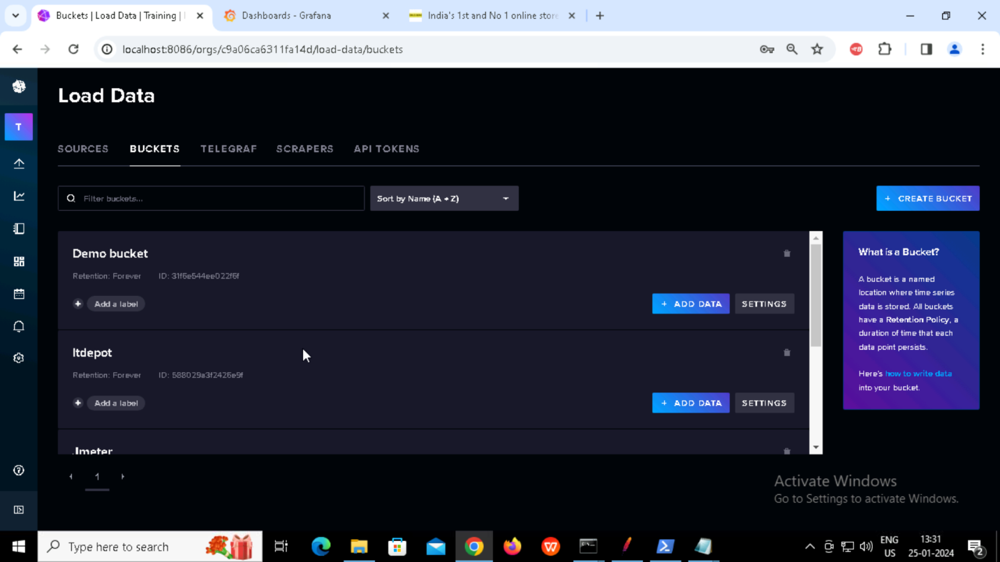 Buckets | Load Data | Training |
Dashboards - Grafana
India's 1st and No 1 online store
localhost:8086/orgs/c9a06ca6311fa14d/load-data/buckets
T
Load Data
SOURCES
BUCKETS
TELEGRAF
SCRAPERS
API TOKENS
Filter buckets...
Sort by Name (A → Z)
+ CREATE BUCKET
Demo bucket
Retention: Forever ID: 31f6e544ee022f6f
Add a label
+ ADD DATA
SETTINGS
Itdepot
Retention: Forever ID: 588029a3f2426e9f
Add a label
+ ADD DATA
SETTINGS
Jmeter
What is a Bucket?
A bucket is a named
location where time series
data is stored. All buckets
have a Retention Policy, a
duration of time that each
data point persists.
Here's how to write data
into your bucket.
1
Activate Windows
Go to Settings to activate Windows.
Type here to search
ENG
US
13:31
25-01-2024
2